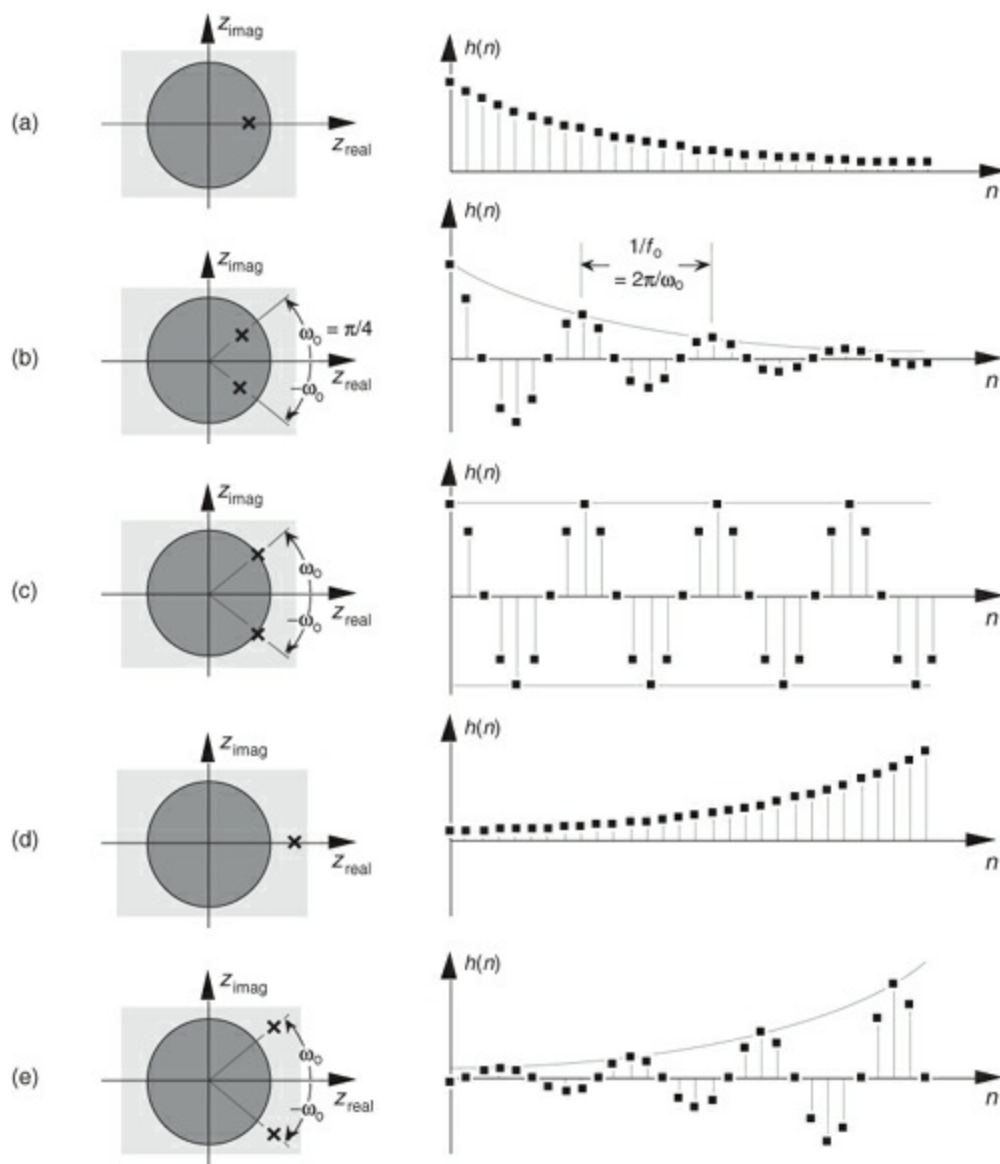 z_imag
h(n)
(a)
z_real
n
z_imag
h(n)
1/f_o
= 2π/ω_o
ω_o = π/4
(b)
z_real
−ω_o
n
z_imag
h(n)
ω_o
(c)
z_real
−ω_o
n
z_imag
h(n)
(d)
z_real
n
z_imag
h(n)
ω_o
(e)
z_real
−ω_o
n